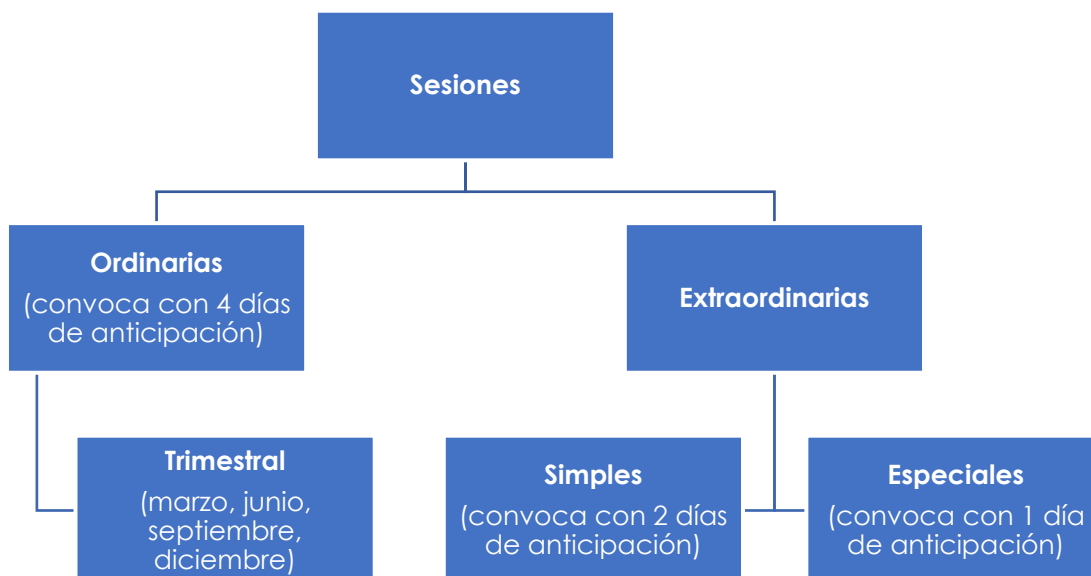 Sesiones
Ordinarias
(convoca con 4 días
de anticipación)
Extraordinarias
Trimestral
(marzo, junio,
septiembre,
diciembre)
Simples
(convoca con 2 días
de anticipación)
Especiales
(convoca con 1 día
de anticipación)